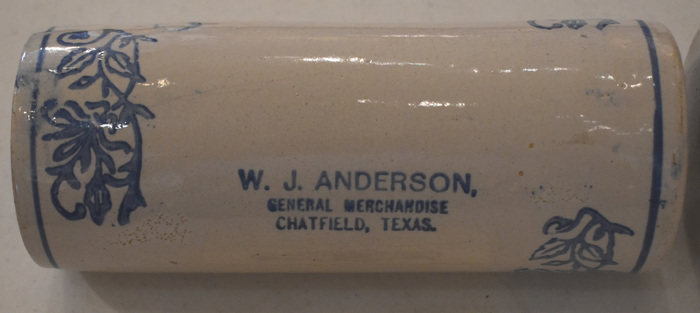 W. J. ANDERSON,
GENERAL MERCHANDISE
CHATFIELD, TEXAS.